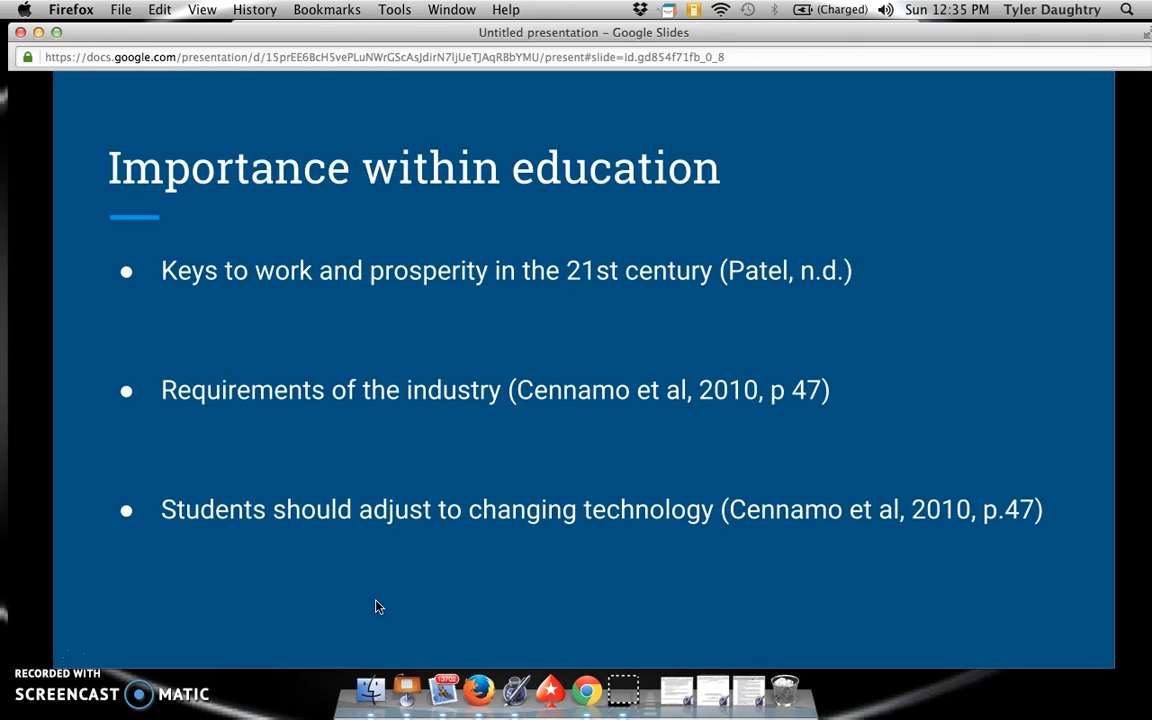 Firefox File Edit View History Bookmarks Tools Window Help (Charged) Sun 12:35 PM Tyler Daughtry
Untitled presentation – Google Slides
https://docs.google.com/presentation/d/15prEE6BcH5vePLuNWrGScAsJdirN7ljUeTJAqRBbYMU/present#slide=id.gd854f71fb_0_8
Importance within education
● Keys to work and prosperity in the 21st century (Patel, n.d.)
● Requirements of the industry (Cennamo et al, 2010, p 47)
● Students should adjust to changing technology (Cennamo et al, 2010, p.47)
RECORDED WITH
SCREENCAST MATIC
13702